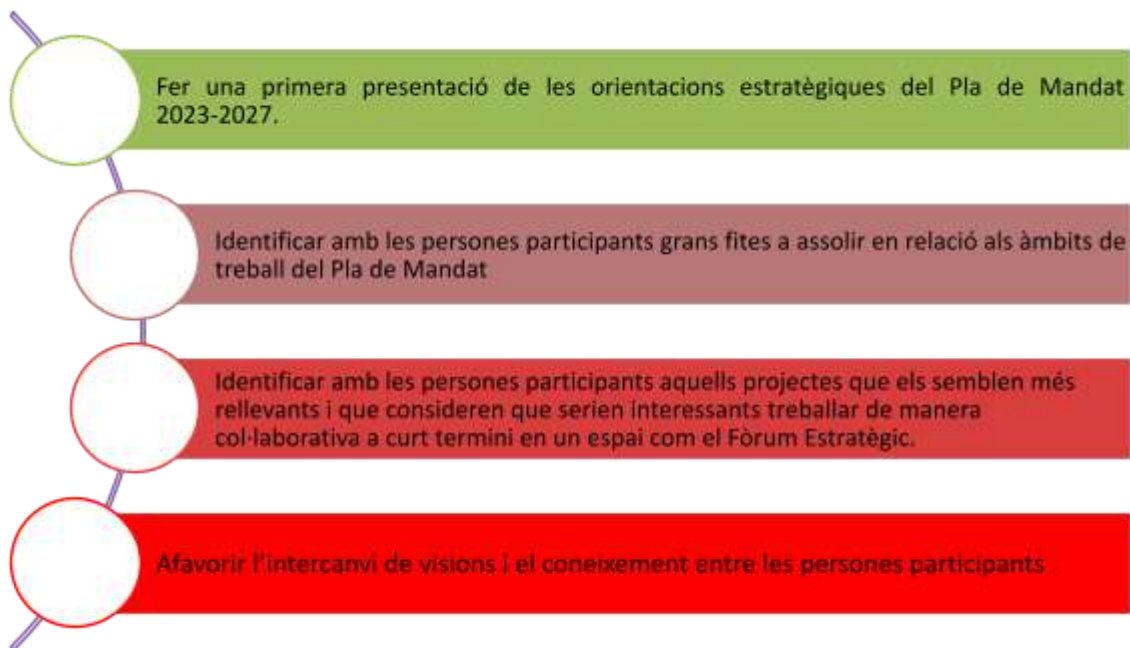 Fer una primera presentació de les orientacions estratègiques del Pla de Mandat
2023-2027.
Identificar amb les persones participants grans fites a assolir en relació als àmbits de
treball del Pla de Mandat
Identificar amb les persones participants aquells projectes que els semblen més
rellevants i que consideren que serien interessants treballar de manera
col·laborativa a curt termini en un espai com el Fòrum Estratègic.
Afavorir l’intercanvi de visions i el coneixement entre les persones participants